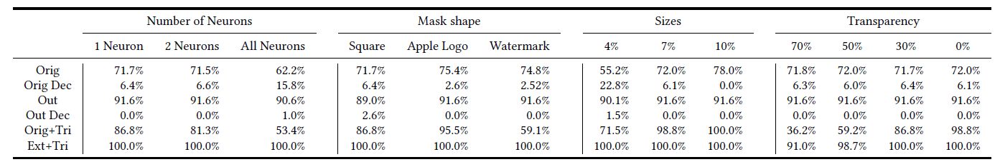 Number of Neurons Mask shape Sizes Transparency
1 Neuron 2 Neurons All Neurons Square Apple Logo Watermark 4% 7% 10% 70% 50% 30% 0%
Orig 71.7% 71.5% 62.2% 71.7% 75.4% 74.8% 55.2% 72.0% 78.0% 71.8% 72.0% 71.7% 72.0%
Orig Dec 6.4% 6.6% 15.8% 6.4% 2.6% 2.52% 22.8% 6.1% 0.0% 6.3% 6.0% 6.4% 6.1%
Out 91.6% 91.6% 90.6% 89.0% 91.6% 91.6% 90.1% 91.6% 91.6% 91.6% 91.6% 91.6% 91.6%
Out Dec 0.0% 0.0% 1.0% 2.6% 0.0% 0.0% 1.5% 0.0% 0.0% 0.0% 0.0% 0.0% 0.0%
Orig+Tri 86.8% 81.3% 53.4% 86.8% 95.5% 59.1% 71.5% 98.8% 100.0% 36.2% 59.2% 86.8% 98.8%
Ext+Tri 100.0% 100.0% 100.0% 100.0% 100.0% 100.0% 100.0% 100.0% 100.0% 91.0% 98.7% 100.0% 100.0%